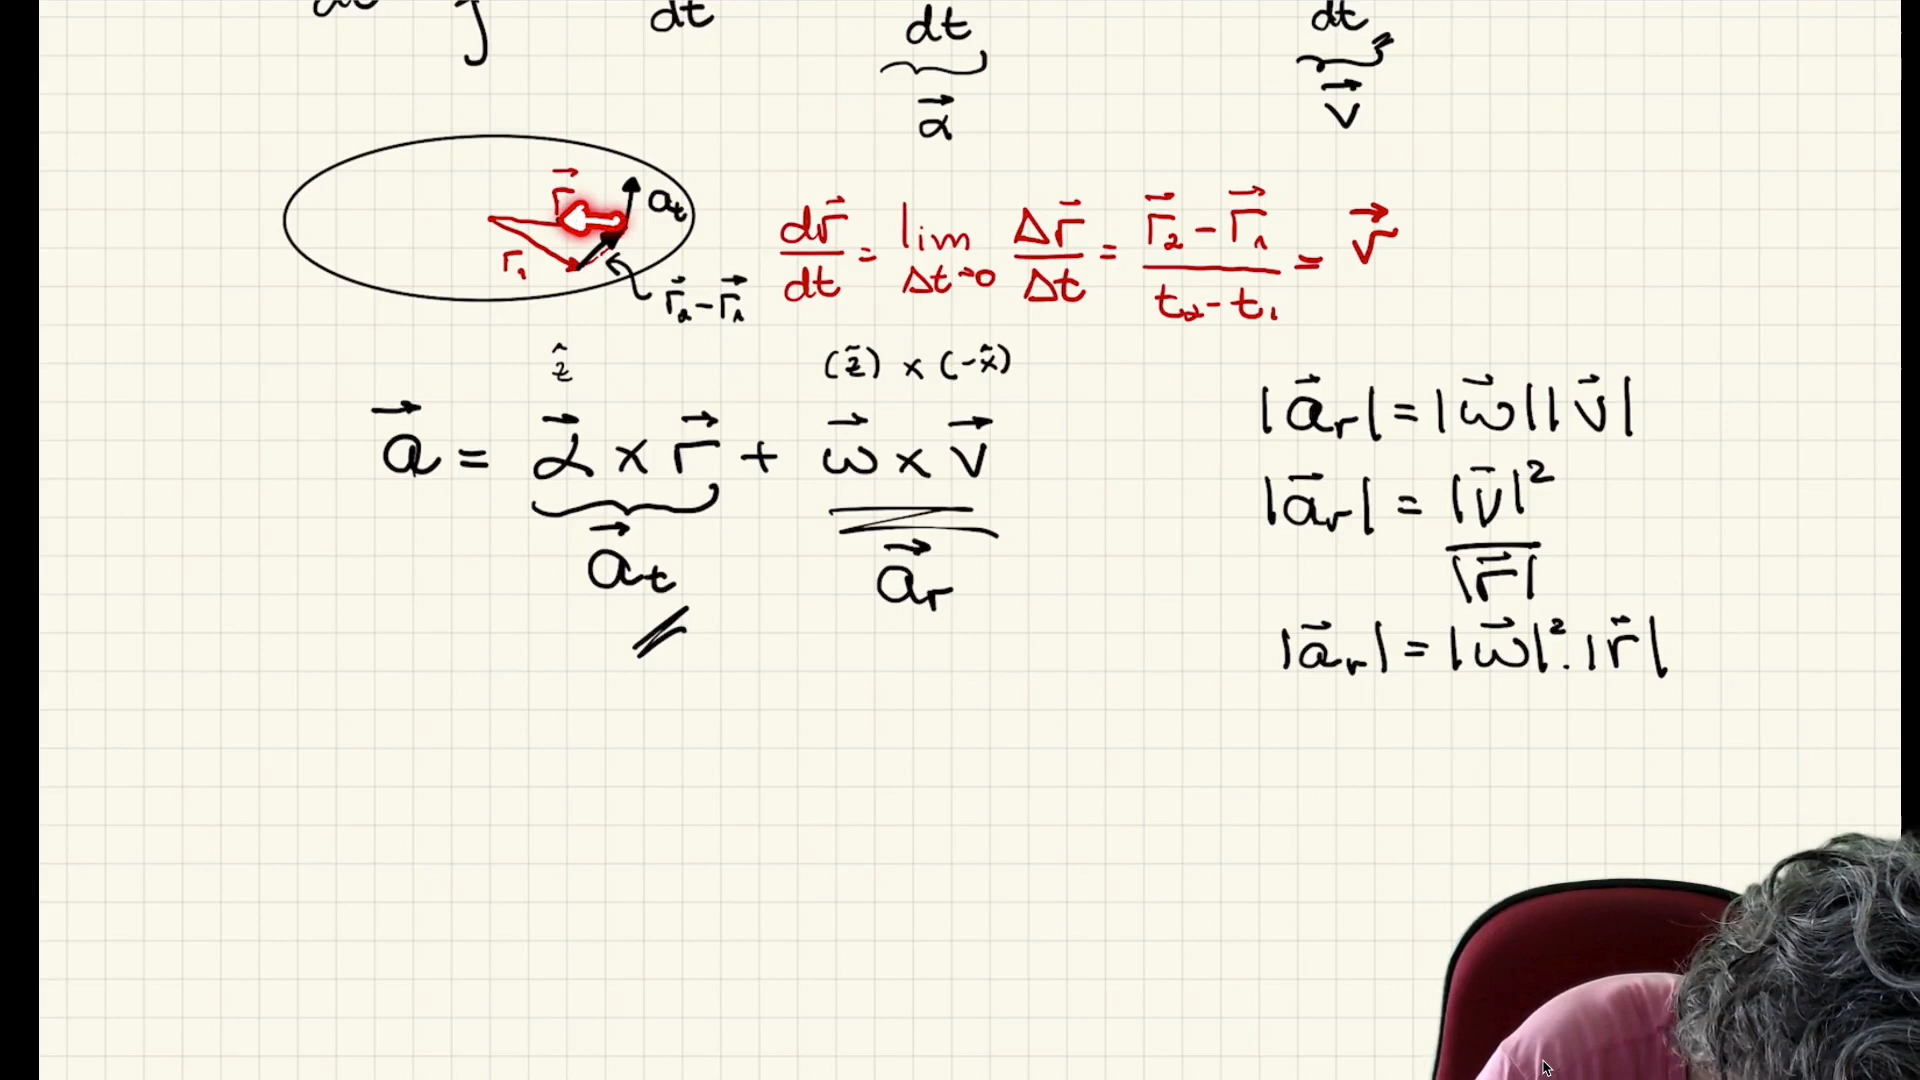 dt dt dt
α⃗ v⃗
r⃗ a_t
r₁
r⃗₂ - r⃗₁
dr⃗/dt = lim Δt→0 Δr⃗/Δt = (r⃗₂ - r⃗₁)/(t₂ - t₁) = v⃗
ẑ (z̄) × (-x̂)
a⃗ = α⃗ × r⃗ + ω⃗ × v⃗
a⃗_t a⃗_r
|a⃗_r| = |ω⃗||v⃗|
|a⃗_r| = |v⃗|²/|r⃗|
|a⃗_r| = |ω⃗|².|r⃗|